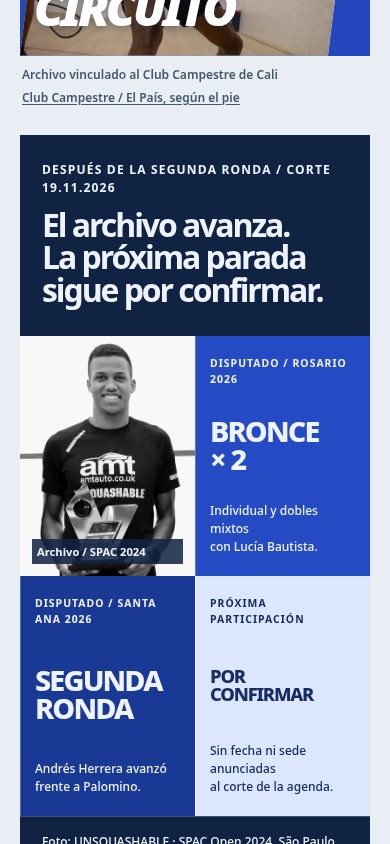 CIRCUITO
Archivo vinculado al Club Campestre de Cali
Club Campestre / El País, según el pie
DESPUÉS DE LA SEGUNDA RONDA / CORTE
19.11.2026
El archivo avanza.
La próxima parada
sigue por confirmar.
amt
amtauto.co.uk
UNSQUASHABLE
Archivo / SPAC 2024
DISPUTADO / ROSARIO
2026
BRONCE
× 2
Individual y dobles
mixtos
con Lucía Bautista.
DISPUTADO / SANTA
ANA 2026
SEGUNDA
RONDA
Andrés Herrera avanzó
frente a Palomino.
PRÓXIMA
PARTICIPACIÓN
POR
CONFIRMAR
Sin fecha ni sede
anunciadas
al corte de la agenda.
Foto: UNSQUASHABLE · SPAC Open 2024, São Paulo